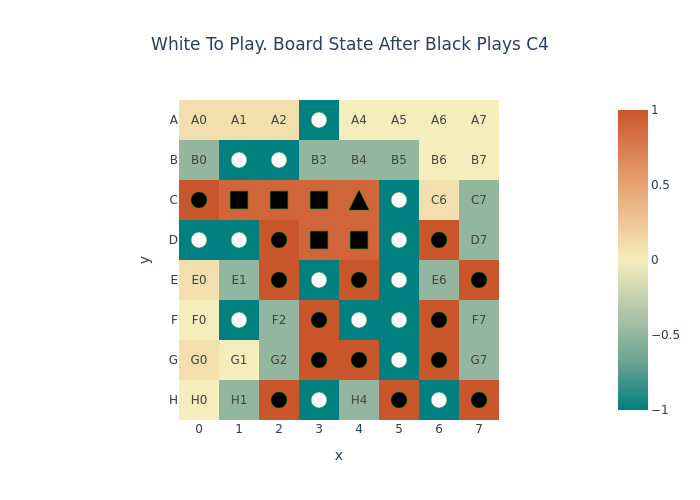 White To Play. Board State After Black Plays C4
A A0 A1 A2 A4 A5 A6 A7
B B0 B3 B4 B5 B6 B7
C C6 C7
D D7
E E0 E1 E6
F F0 F2 F7
G G0 G1 G2 G7
H H0 H1 H4
0 1 2 3 4 5 6 7
x
y
1
0.5
0
−0.5
−1